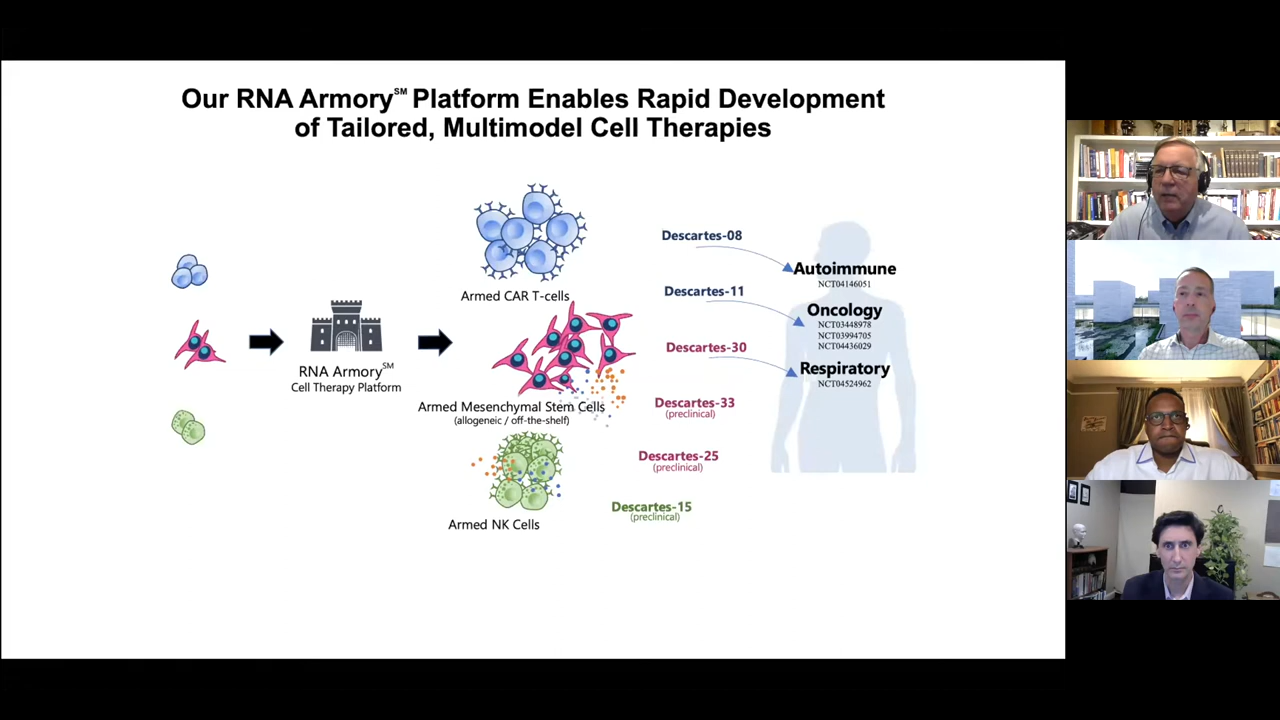 Our RNA Armory℠ Platform Enables Rapid Development
of Tailored, Multimodel Cell Therapies
RNA Armory℠
Cell Therapy Platform
Armed CAR T-cells
Armed Mesenchymal Stem Cells
(allogeneic / off-the-shelf)
Armed NK Cells
Descartes-08
Descartes-11
Descartes-30
Descartes-33
(preclinical)
Descartes-25
(preclinical)
Descartes-15
(preclinical)
Autoimmune
NCT04146051
Oncology
NCT03448978
NCT03994705
NCT04436029
Respiratory
NCT04524962